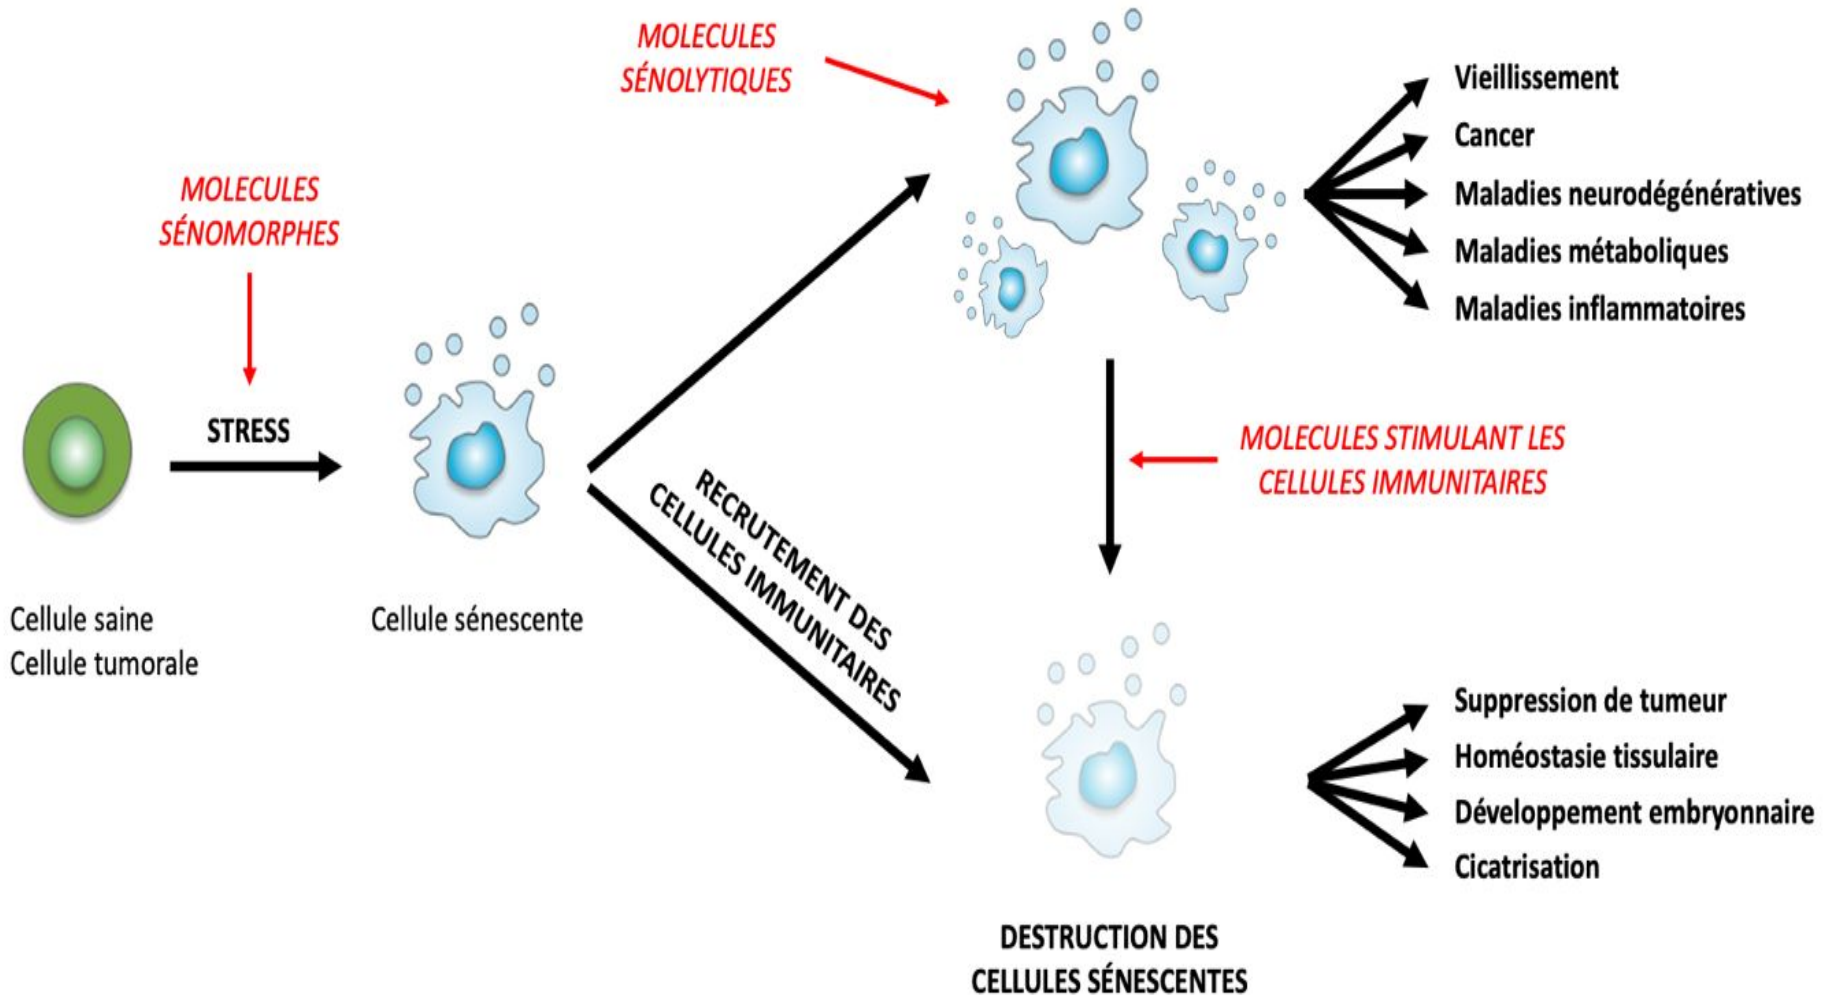 MOLECULES
SÉNOLYTIQUES
Vieillissement
Cancer
Maladies neurodégénératives
Maladies métaboliques
Maladies inflammatoires
MOLECULES
SÉNOMORPHES
STRESS
MOLECULES STIMULANT LES
CELLULES IMMUNITAIRES
RECRUTEMENT DES
CELLULES IMMUNITAIRES
Cellule saine
Cellule tumorale
Cellule sénescente
Suppression de tumeur
Homéostasie tissulaire
Développement embryonnaire
Cicatrisation
DESTRUCTION DES
CELLULES SÉNESCENTES